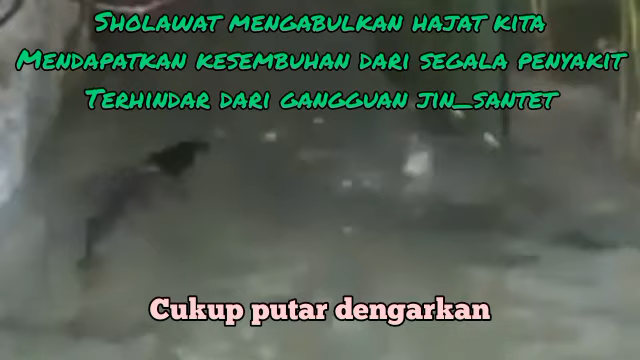 Sholawat mengabulkan hajat kita
Mendapatkan kesembuhan dari segala penyakit
Terhindar dari gangguan jin_santet
Cukup putar dengarkan